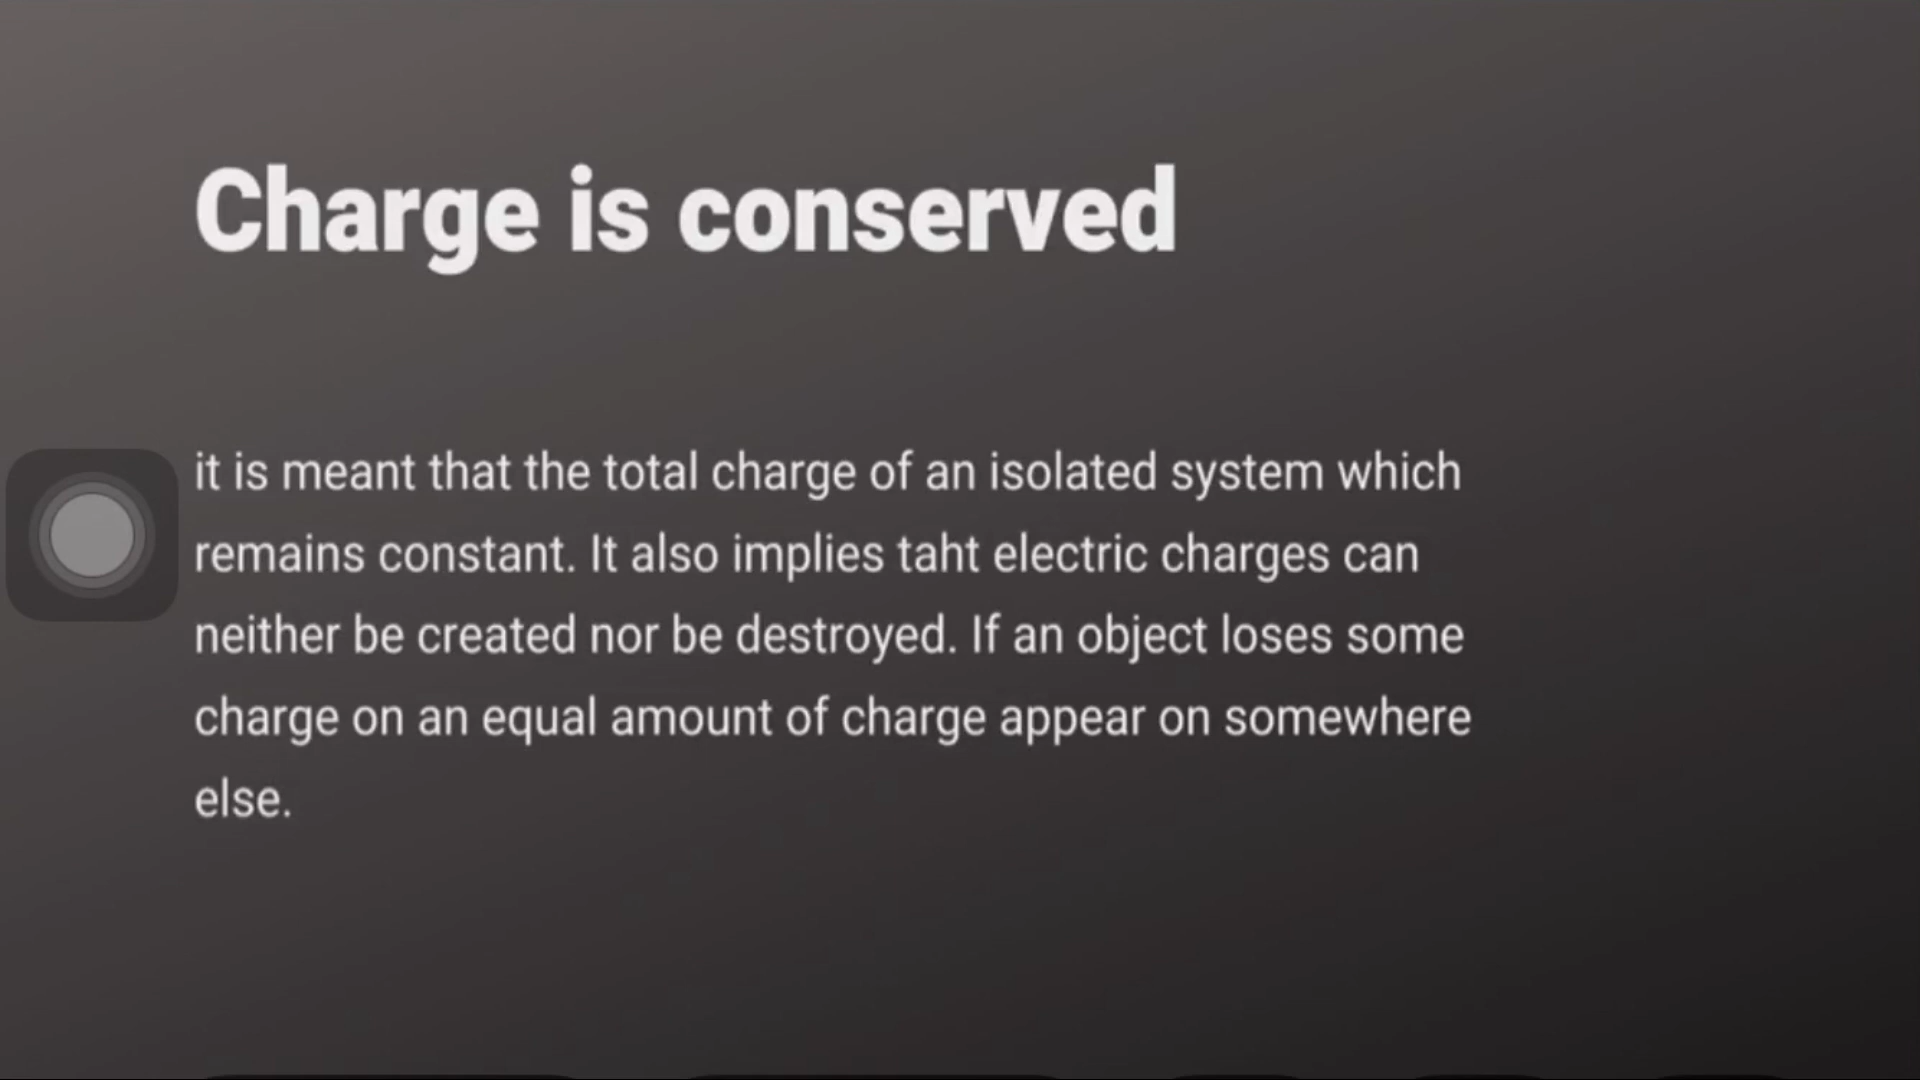 Charge is conserved
it is meant that the total charge of an isolated system which
remains constant. It also implies taht electric charges can
neither be created nor be destroyed. If an object loses some
charge on an equal amount of charge appear on somewhere
else.